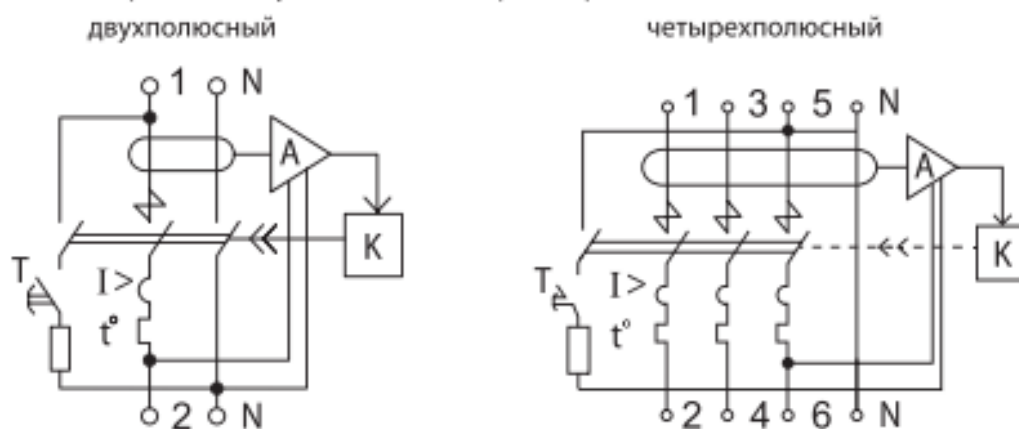 двухполюсный
четырехполюсный
1 N
1 3 5 N
A
A
K
K
T I >
t°
T I >
t°
2 N
2 4 6 N